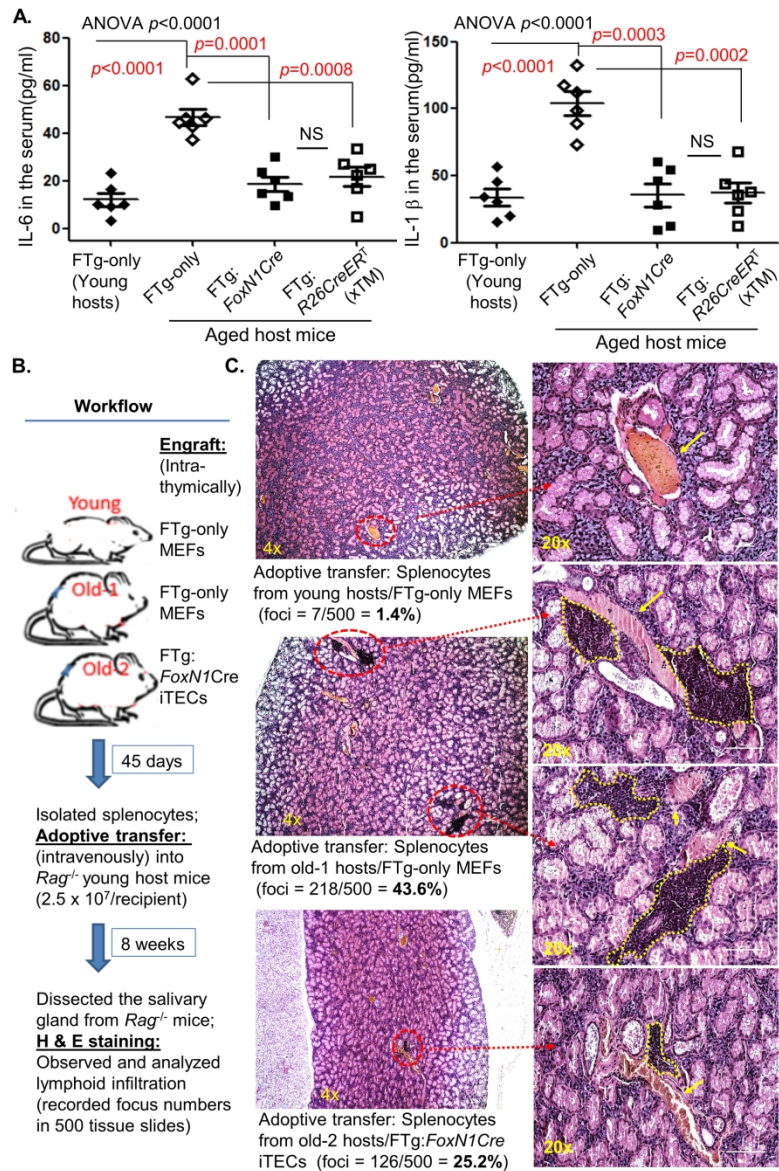 A.
ANOVA p<0.0001
p=0.0001
p<0.0001
p=0.0008
NS
IL-6 in the serum(pg/ml)
80
60
40
20
0
FTg-only
(Young
hosts)
FTg-only
FTg:
FoxN1Cre
FTg:
R26CreERᵀ
(xTM)
Aged host mice
ANOVA p<0.0001
p=0.0003
p<0.0001
p=0.0002
NS
IL-1 β in the serum(pg/ml)
150
100
50
0
FTg-only
(Young
hosts)
FTg-only
FTg:
FoxN1Cre
FTg:
R26CreERᵀ
(xTM)
Aged host mice
B.
Workflow
Engraft:
(Intra-
thymically)
Young
FTg-only
MEFs
Old-1
FTg-only
MEFs
Old-2
FTg:
FoxN1Cre
iTECs
45 days
Isolated splenocytes;
Adoptive transfer:
(intravenously) into
Rag⁻/⁻ young host mice
(2.5 x 10⁷/recipient)
8 weeks
Dissected the salivary
gland from Rag⁻/⁻ mice;
H & E staining:
Observed and analyzed
lymphoid infiltration
(recorded focus numbers
in 500 tissue slides)
C.
4x
20x
Adoptive transfer: Splenocytes
from young hosts/FTg-only MEFs
(foci = 7/500 = 1.4%)
20x
4x
Adoptive transfer: Splenocytes
from old-1 hosts/FTg-only MEFs
(foci = 218/500 = 43.6%)
20x
4x
20x
Adoptive transfer: Splenocytes
from old-2 hosts/FTg:FoxN1Cre
iTECs (foci = 126/500 = 25.2%)